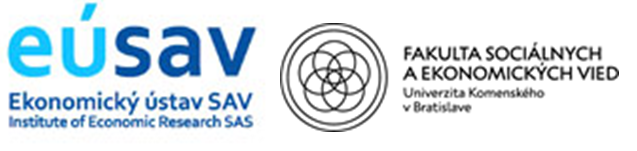 eúsav
Ekonomický ústav SAV
Institute of Economic Research SAS
FAKULTA SOCIÁLNYCH
A EKONOMICKÝCH VIED
Univerzita Komenského
v Bratislave